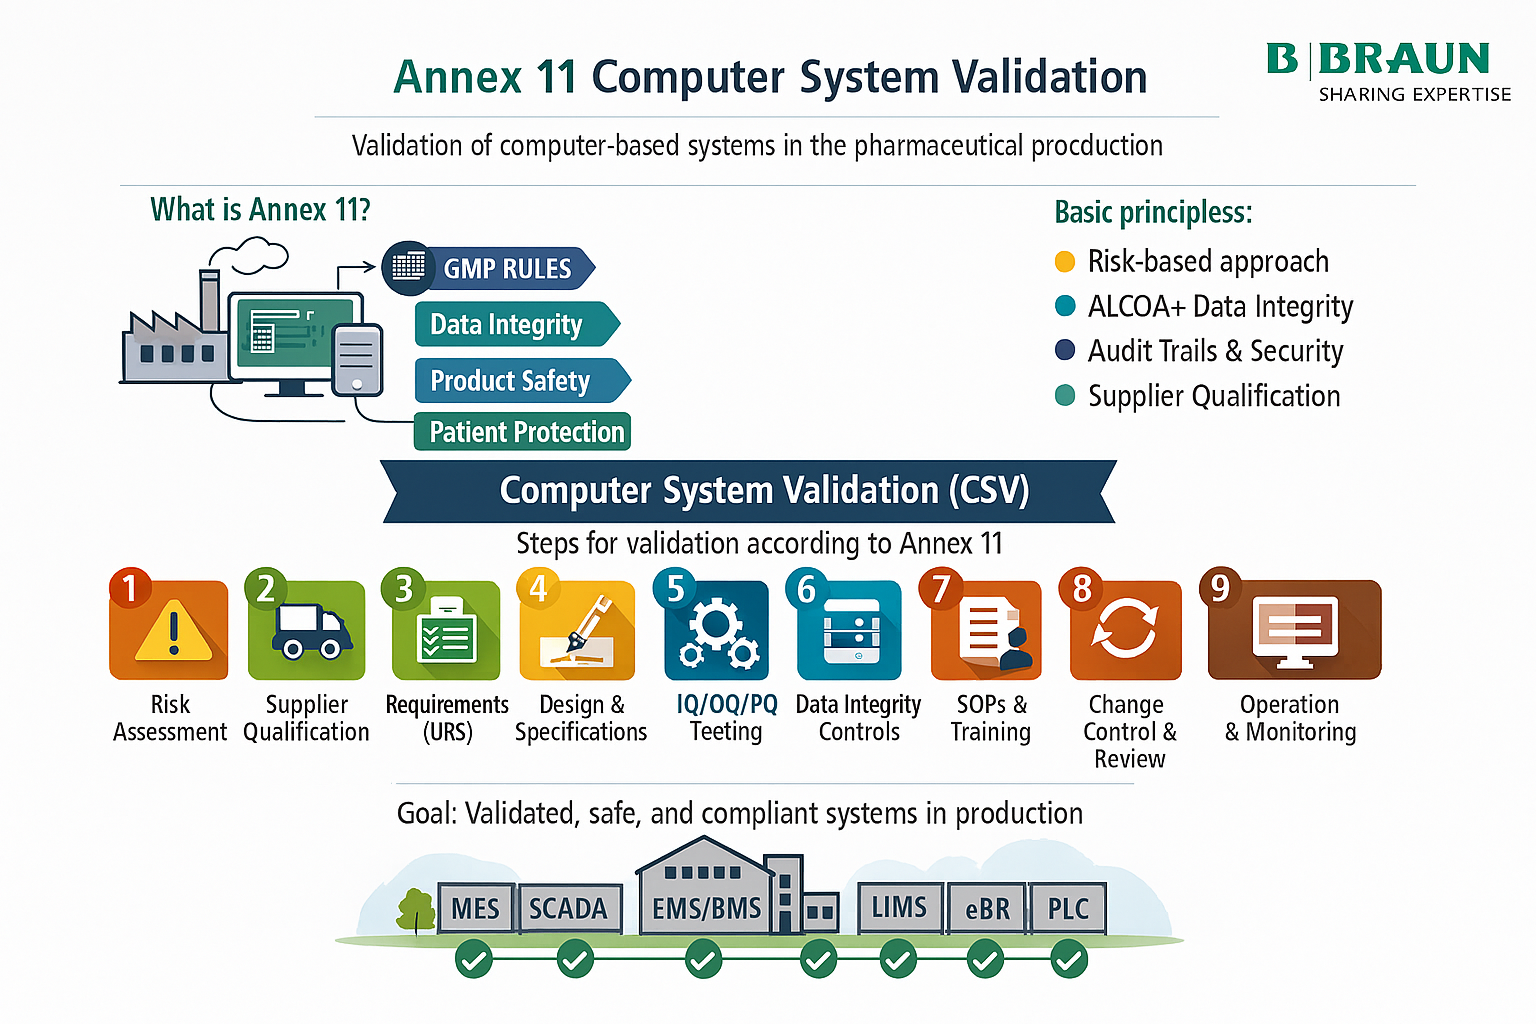 Annex 11 Computer System Validation
B BRAUN
SHARING EXPERTISE
Validation of computer-based systems in the pharmaceutical procduction
What is Annex 11?
GMP RULES
Data Integrity
Product Safety
Patient Protection
Basic principless:
Risk-based approach
ALCOA+ Data Integrity
Audit Trails & Security
Supplier Qualification
Computer System Validation (CSV)
Steps for validation according to Annex 11
1
Risk
Assessment
2
Supplier
Qualification
3
Requirements
(URS)
4
Design &
Specifications
5
IQ/OQ/PQ
Teeting
6
Data Integrity
Controls
7
SOPs &
Training
8
Change
Control &
Review
9
Operation
& Monitoring
Goal: Validated, safe, and compliant systems in production
MES
SCADA
EMS/BMS
LIMS
eBR
PLC